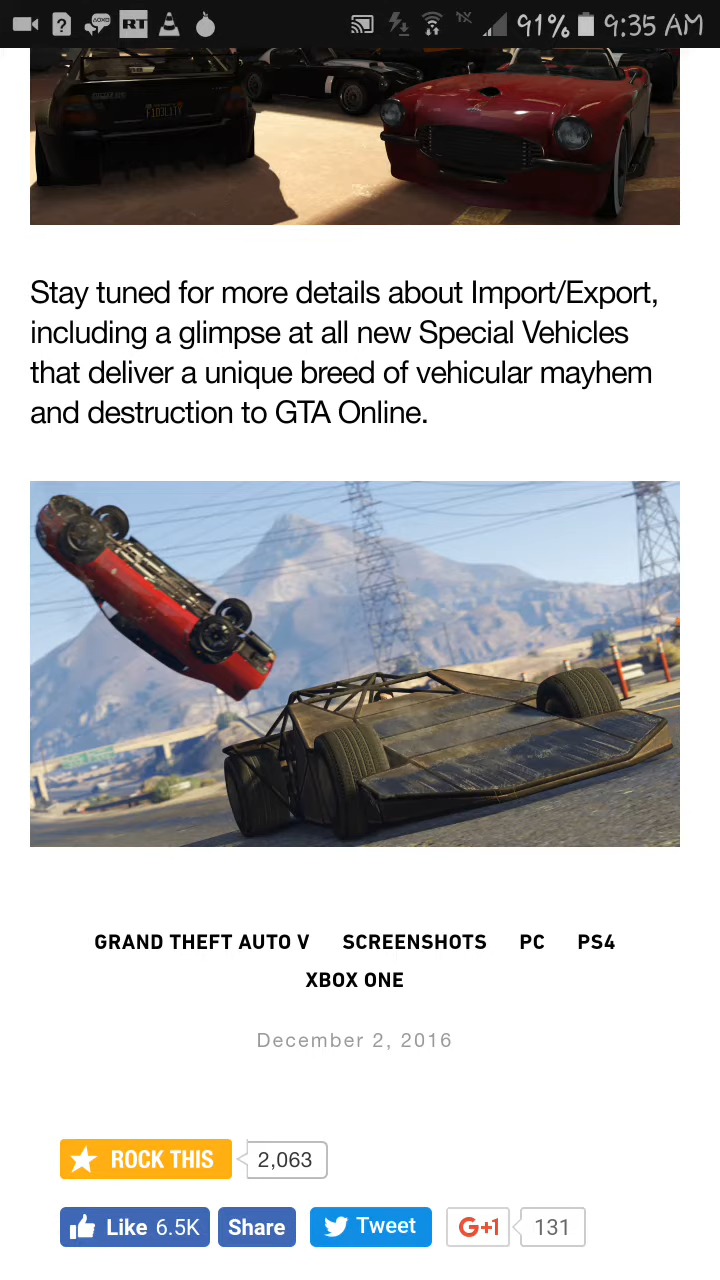 RT
91% 9:35 AM
F1D3L1TY
Stay tuned for more details about Import/Export,
including a glimpse at all new Special Vehicles
that deliver a unique breed of vehicular mayhem
and destruction to GTA Online.
GRAND THEFT AUTO V SCREENSHOTS PC PS4
XBOX ONE
December 2, 2016
ROCK THIS 2,063
Like 6.5K Share Tweet G+1 131